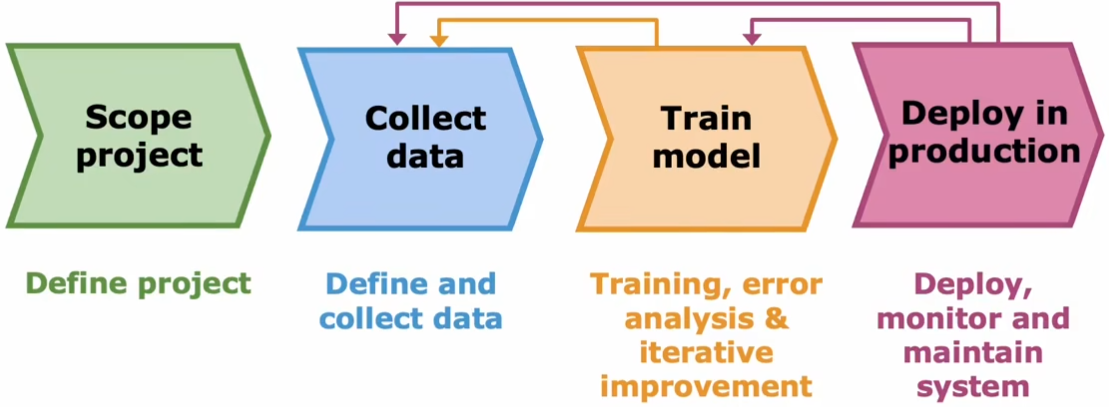 Scope
project
Collect
data
Train
model
Deploy in
production
Define project
Define and
collect data
Training, error
analysis &
iterative
improvement
Deploy,
monitor and
maintain
system